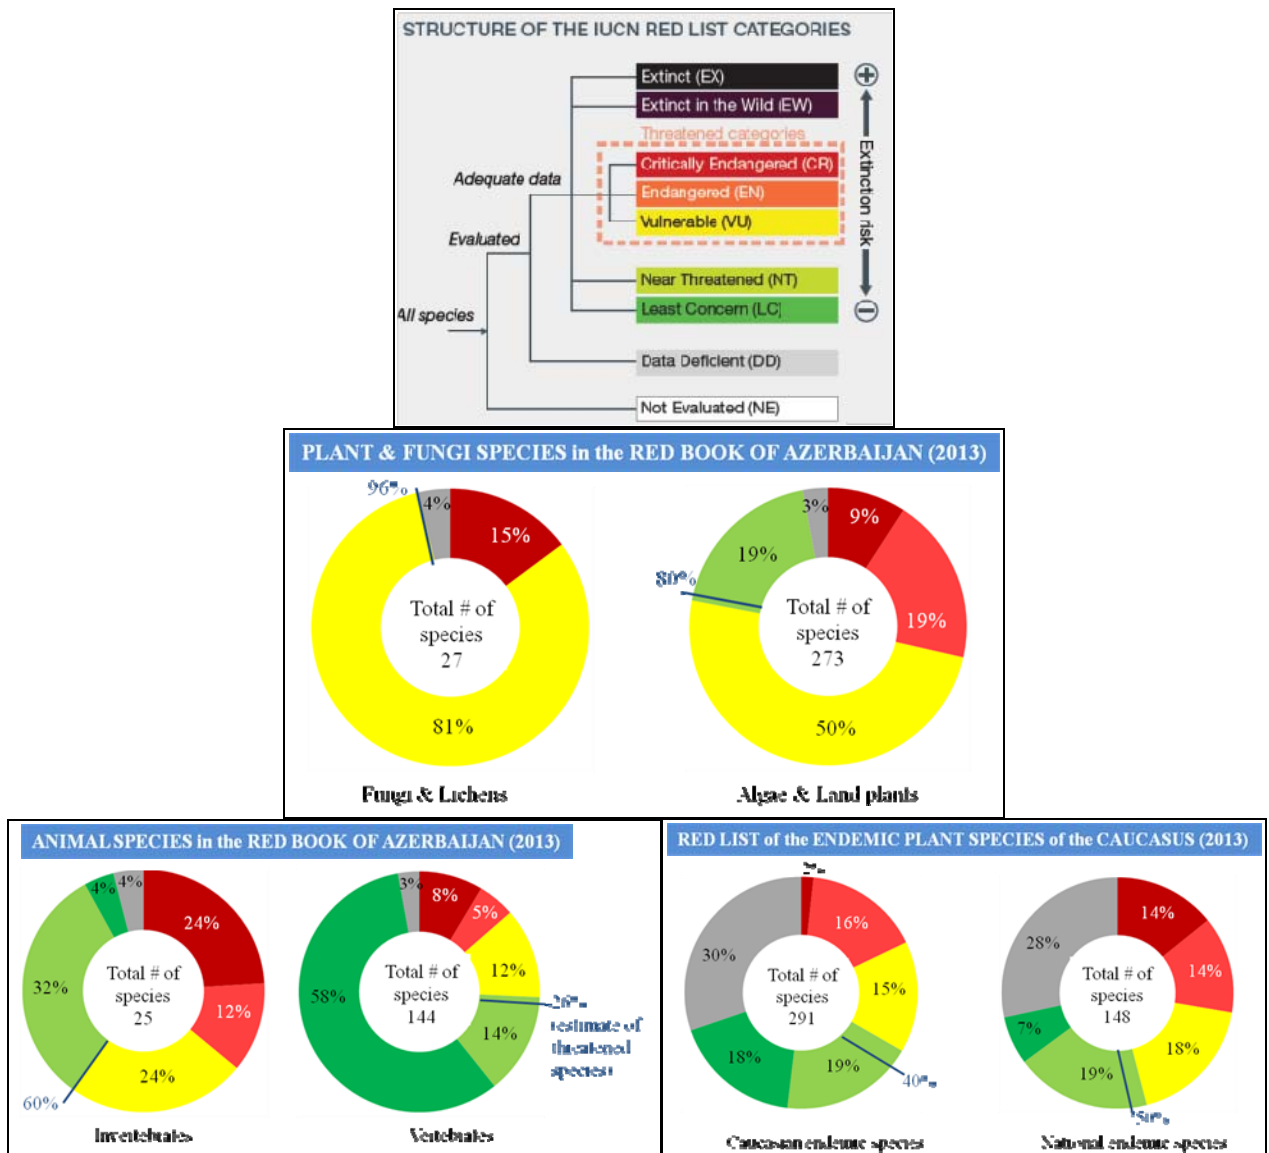 STRUCTURE OF THE IUCN RED LIST CATEGORIES
Extinct (EX)
Extinct in the Wild (EW)
Threatened categories
Critically Endangered (CR)
Adequate data
Endangered (EN)
Vulnerable (VU)
Extinction risk
Evaluated
Near Threatened (NT)
Least Concern (LC)
All species
Data Deficient (DD)
Not Evaluated (NE)
PLANT & FUNGI SPECIES in the RED BOOK OF AZERBAIJAN (2013)
96%
4%
15%
Total # of
species
27
81%
Fungi & Lichens
3%
9%
19%
80%
Total # of
species
273
19%
50%
Algae & Land plants
ANIMAL SPECIES in the RED BOOK OF AZERBAIJAN (2013)
4%
4%
24%
32%
Total # of
species
25
12%
24%
60%
Invertebrates
3%
8%
5%
12%
58%
Total # of
species
144
14%
26%
(estimate of
threatened
species)
Vertebrates
RED LIST of the ENDEMIC PLANT SPECIES of the CAUCASUS (2013)
2%
16%
30%
15%
Total # of
species
291
18%
19%
40%
Caucasian endemic species
14%
28%
14%
Total # of
species
148
7%
18%
19%
50%
National endemic species